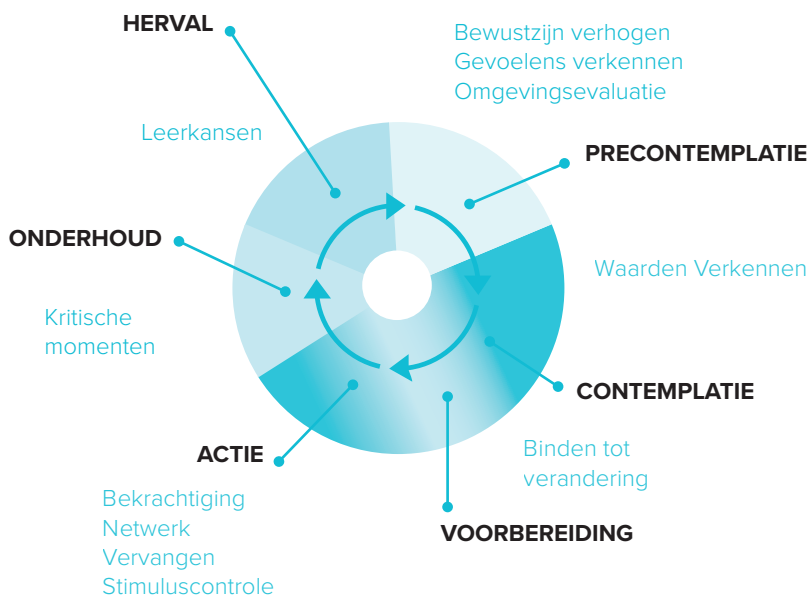 HERVAL
Bewustzijn verhogen
Gevoelens verkennen
Omgevingsevaluatie
Leerkansen
PRECONTEMPLATIE
ONDERHOUD
Waarden Verkennen
Kritische
momenten
CONTEMPLATIE
ACTIE
Binden tot
verandering
Bekrachtiging
Netwerk
Vervangen
Stimuluscontrole
VOORBEREIDING